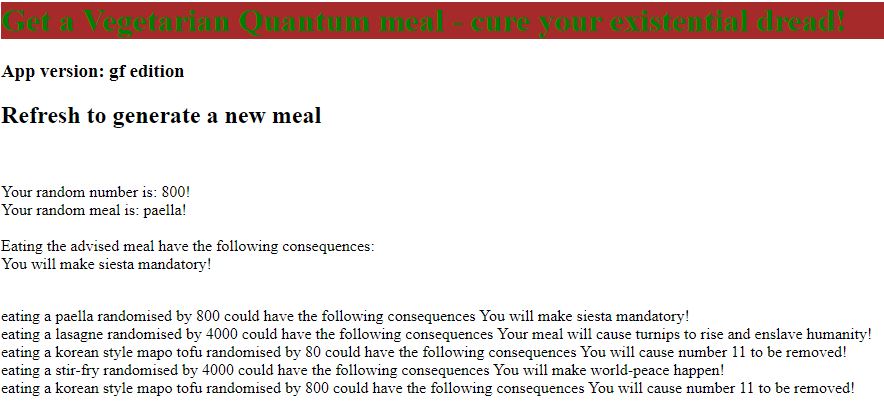 Get a Vegetarian Quantum meal - cure your existential dread!
App version: gf edition
Refresh to generate a new meal
Your random number is: 800!
Your random meal is: paella!
Eating the advised meal have the following consequences:
You will make siesta mandatory!
eating a paella randomised by 800 could have the following consequences You will make siesta mandatory!
eating a lasagne randomised by 4000 could have the following consequences Your meal will cause turnips to rise and enslave humanity!
eating a korean style mapo tofu randomised by 80 could have the following consequences You will cause number 11 to be removed!
eating a stir-fry randomised by 4000 could have the following consequences You will make world-peace happen!
eating a korean style mapo tofu randomised by 800 could have the following consequences You will cause number 11 to be removed!